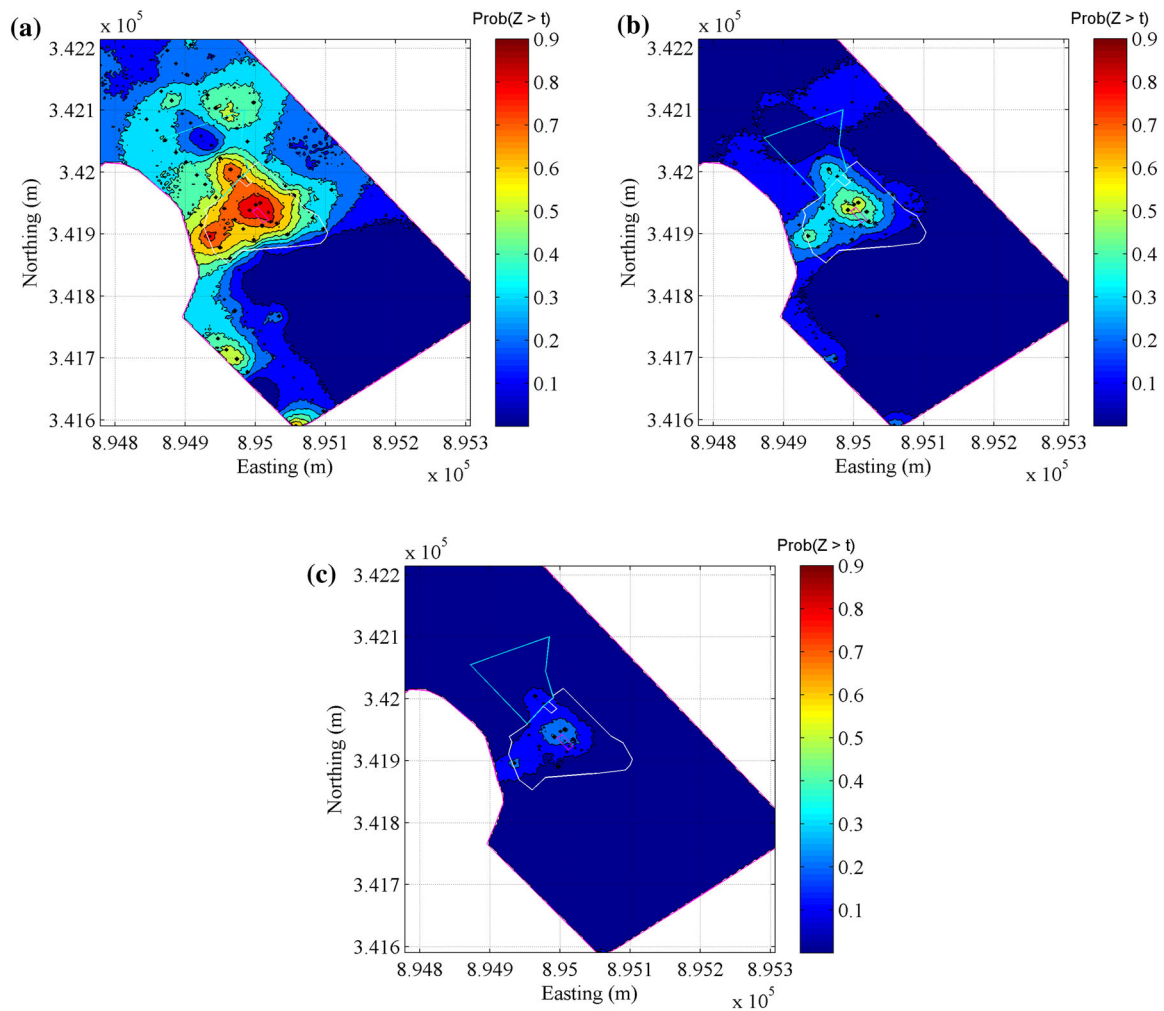 (a)
x 10^5
Prob(Z > t)
3.422
3.421
3.42
3.419
3.418
3.417
3.416
Northing (m)
8.948 8.949 8.95 8.951 8.952 8.953
Easting (m)
x 10^5
0.9
0.8
0.7
0.6
0.5
0.4
0.3
0.2
0.1
(b)
x 10^5
Prob(Z > t)
3.422
3.421
3.42
3.419
3.418
3.417
3.416
Northing (m)
8.948 8.949 8.95 8.951 8.952 8.953
Easting (m)
x 10^5
0.9
0.8
0.7
0.6
0.5
0.4
0.3
0.2
0.1
(c)
x 10^5
Prob(Z > t)
3.422
3.421
3.42
3.419
3.418
3.417
3.416
Northing (m)
8.948 8.949 8.95 8.951 8.952 8.953
Easting (m)
x 10^5
0.9
0.8
0.7
0.6
0.5
0.4
0.3
0.2
0.1